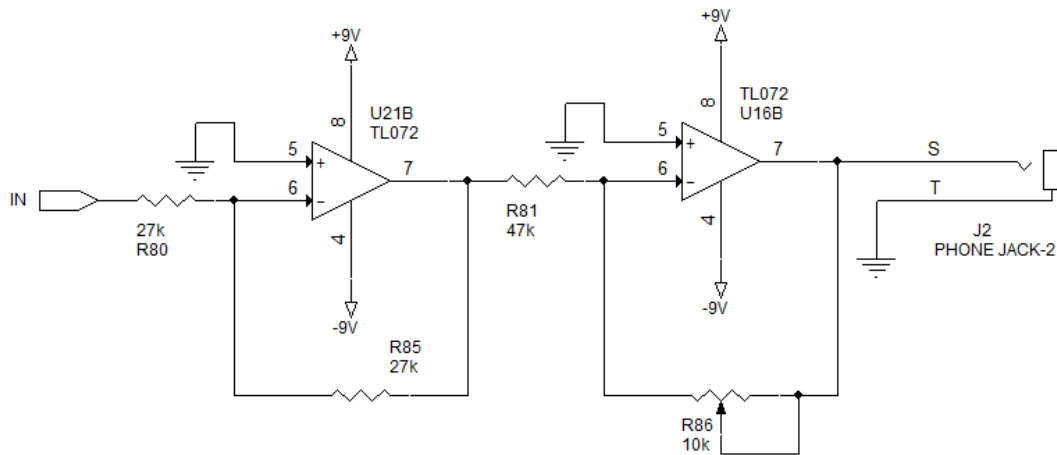 +9V
+9V
8
U21B
TL072
8
TL072
U16B
5
+
7
5
+
7
S
6
−
6
−
T
IN
27k
R80
4
R81
47k
4
J2
PHONE JACK-2
-9V
-9V
R85
27k
R86
10k